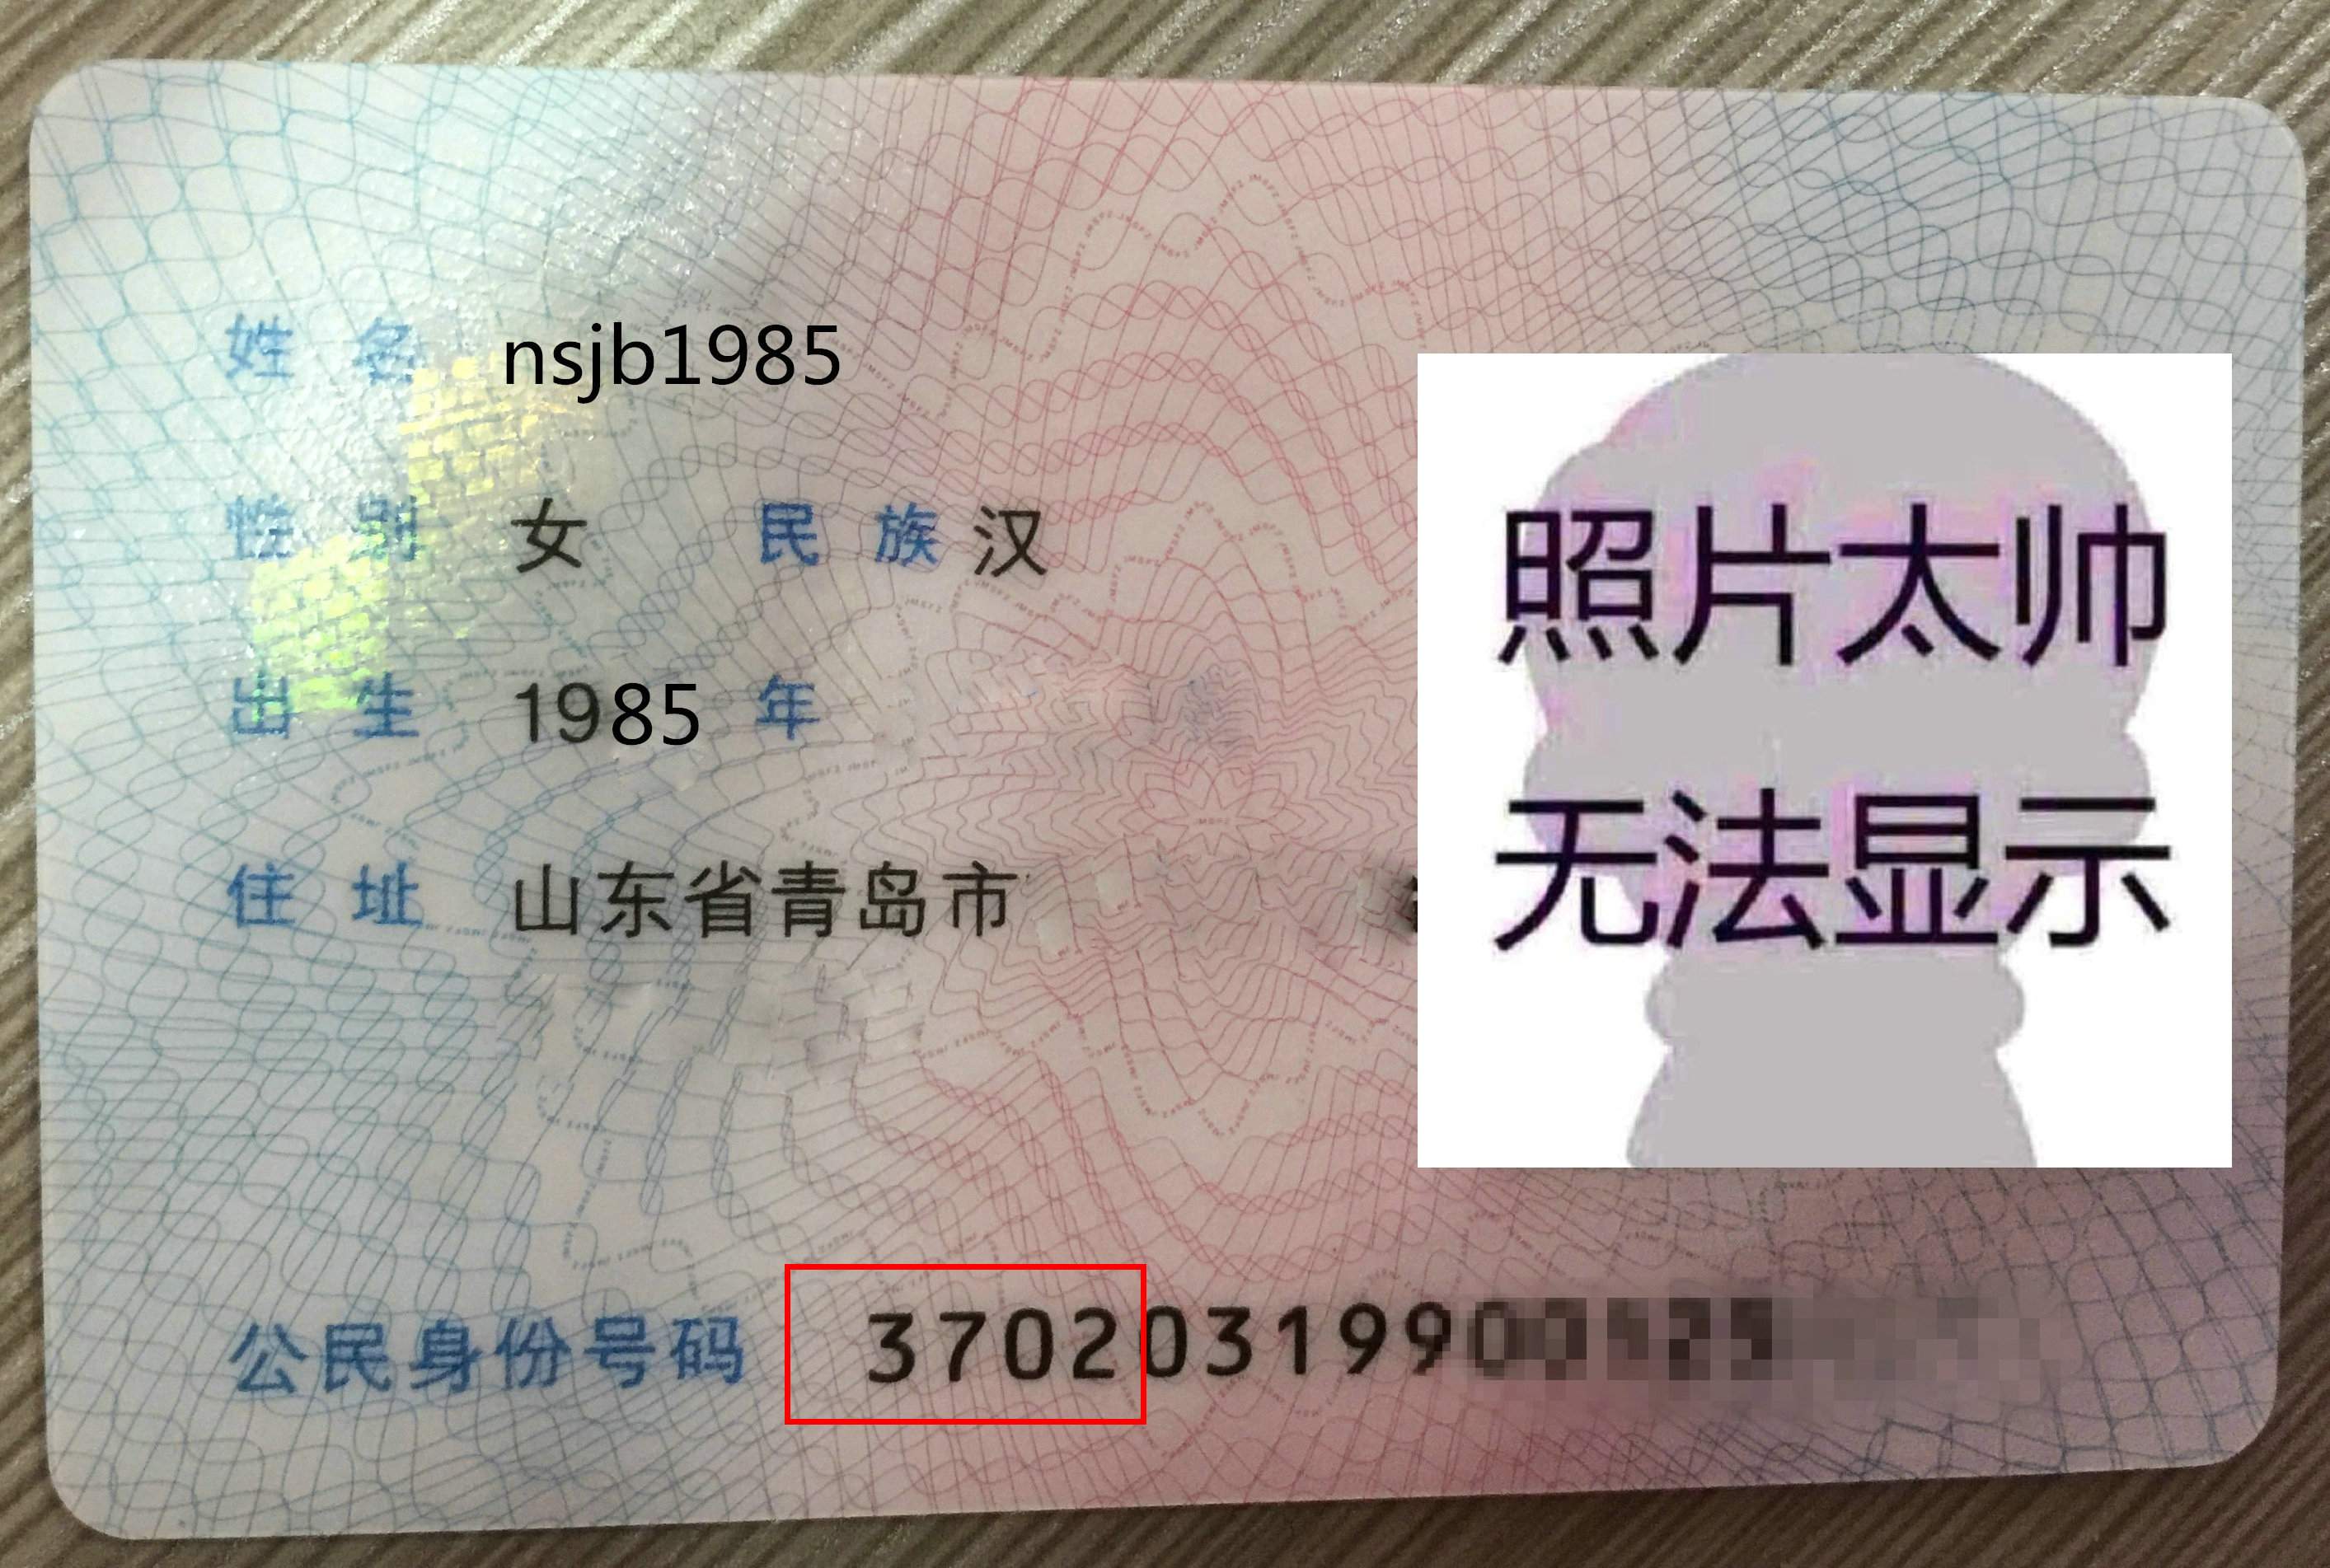 姓名 nsjb1985
性别 女 民族 汉
出生 1985 年
住址 山东省青岛市
照片太帅
无法显示
公民身份号码 370203199